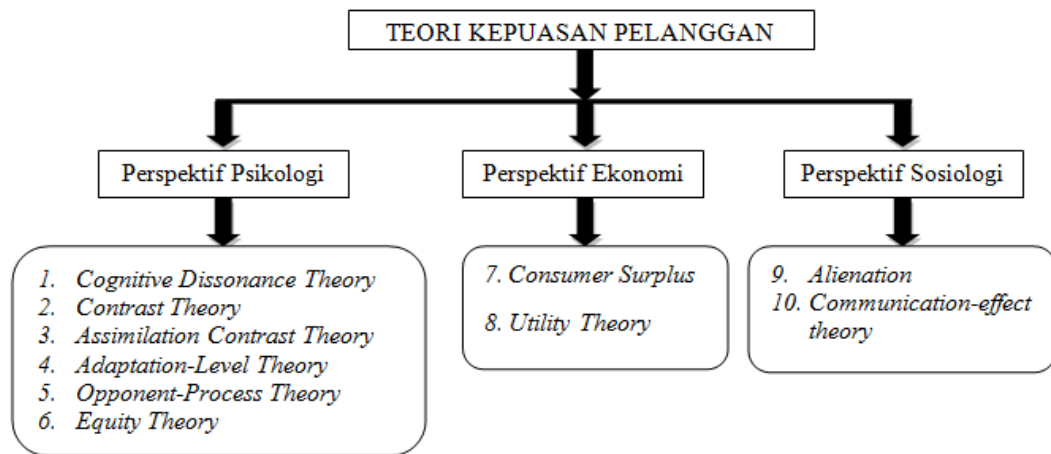 TEORI KEPUASAN PELANGGAN
Perspektif Psikologi
Perspektif Ekonomi
Perspektif Sosiologi
1. Cognitive Dissonance Theory
2. Contrast Theory
3. Assimilation Contrast Theory
4. Adaptation-Level Theory
5. Opponent-Process Theory
6. Equity Theory
7. Consumer Surplus
8. Utility Theory
9. Alienation
10. Communication-effect
theory